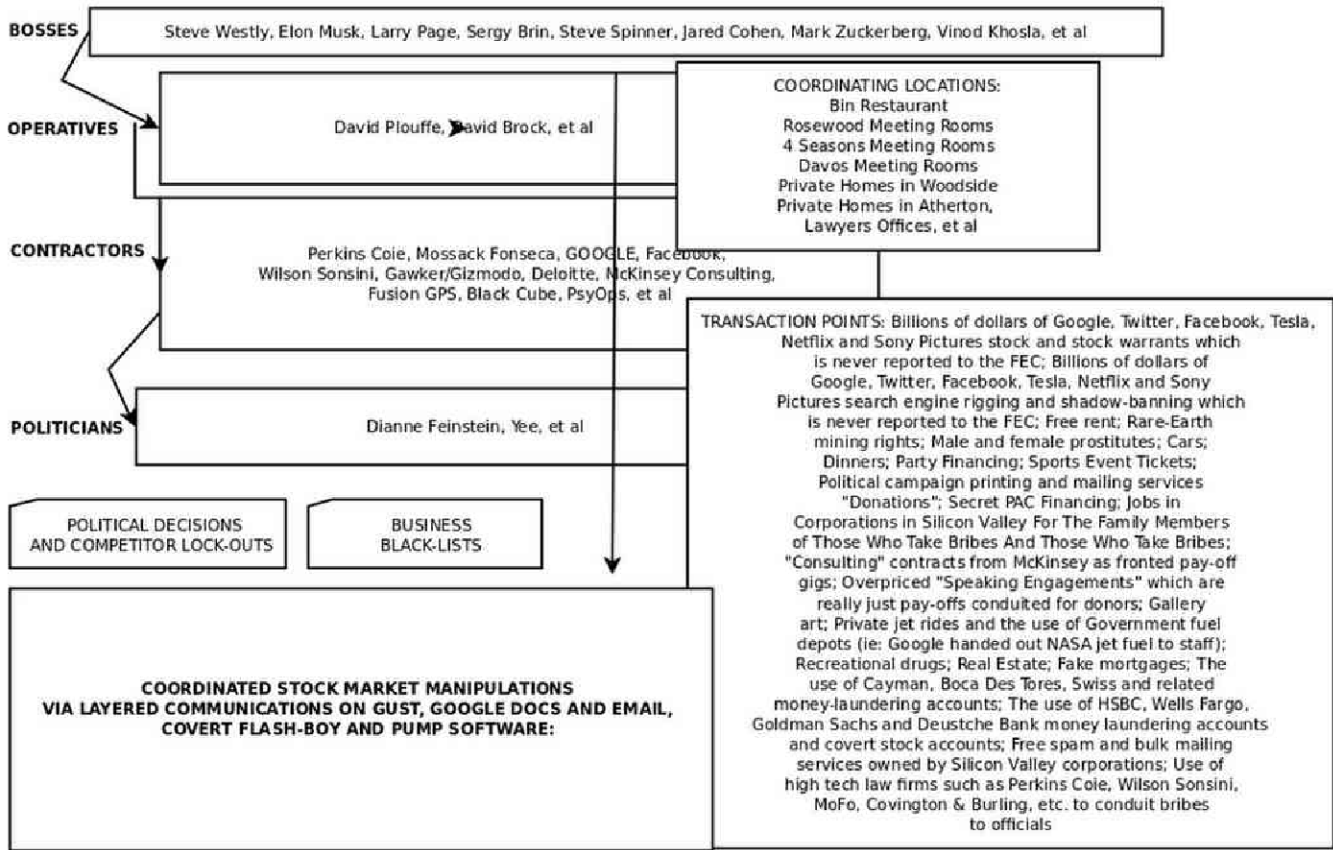 BOSSES
Steve Westly, Elon Musk, Larry Page, Sergy Brin, Steve Spinner, Jared Cohen, Mark Zuckerberg, Vinod Khosla, et al
OPERATIVES
David Plouffe, David Brock, et al
COORDINATING LOCATIONS:
Bin Restaurant
Rosewood Meeting Rooms
4 Seasons Meeting Rooms
Davos Meeting Rooms
Private Homes in Woodside
Private Homes in Atherton,
Lawyers Offices, et al
CONTRACTORS
Perkins Coie, Mossack Fonseca, GOOGLE, Facebook,
Wilson Sonsini, Gawker/Gizmodo, Deloitte, McKinsey Consulting,
Fusion GPS, Black Cube, PsyOps, et al
TRANSACTION POINTS: Billions of dollars of Google, Twitter, Facebook, Tesla,
Netflix and Sony Pictures stock and stock warrants which
is never reported to the FEC; Billions of dollars of
Google, Twitter, Facebook, Tesla, Netflix and Sony
Pictures search engine rigging and shadow-banning which
is never reported to the FEC; Free rent; Rare-Earth
mining rights; Male and female prostitutes; Cars;
Dinners; Party Financing; Sports Event Tickets;
Political campaign printing and mailing services
"Donations"; Secret PAC Financing; Jobs in
Corporations in Silicon Valley For The Family Members
of Those Who Take Bribes And Those Who Take Bribes;
"Consulting" contracts from McKinsey as fronted pay-off
gigs; Overpriced "Speaking Engagements" which are
really just pay-offs conduited for donors; Gallery
art; Private jet rides and the use of Government fuel
depots (ie: Google handed out NASA jet fuel to staff);
Recreational drugs; Real Estate; Fake mortgages; The
use of Cayman, Boca Des Tores, Swiss and related
money-laundering accounts; The use of HSBC, Wells Fargo,
Goldman Sachs and Deustche Bank money laundering accounts
and covert stock accounts; Free spam and bulk mailing
services owned by Silicon Valley corporations; Use of
high tech law firms such as Perkins Coie, Wilson Sonsini,
MoFo, Covington & Burling, etc. to conduit bribes
to officials
POLITICIANS
Dianne Feinstein, Yee, et al
POLITICAL DECISIONS
AND COMPETITOR LOCK-OUTS
BUSINESS
BLACK-LISTS
COORDINATED STOCK MARKET MANIPULATIONS
VIA LAYERED COMMUNICATIONS ON GUST, GOOGLE DOCS AND EMAIL,
COVERT FLASH-BOY AND PUMP SOFTWARE: